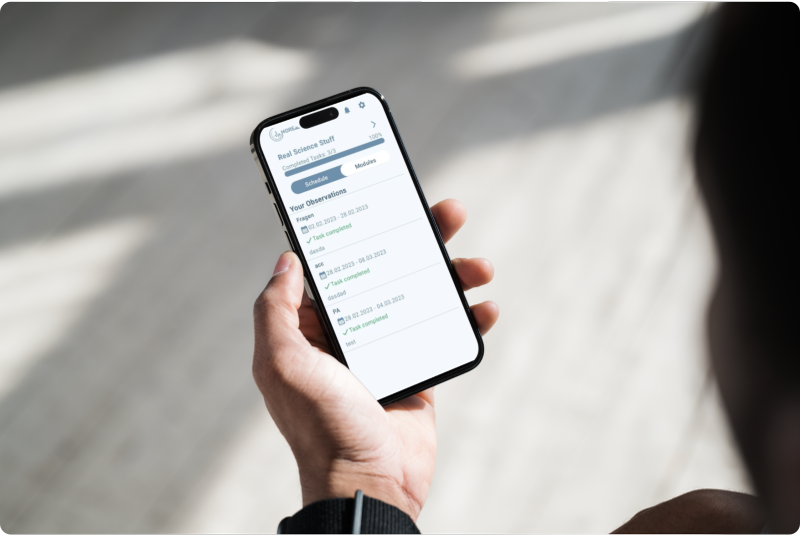 Real Science Stuff
Completed Tasks: 3/3
100%
Schedule
Modules
Your Observations
Fragen
02.02.2023 - 28.02.2023
Task completed
dasda
acc
28.02.2023 - 08.03.2023
Task completed
dasdad
PA
28.02.2023 - 04.03.2023
Task completed
test